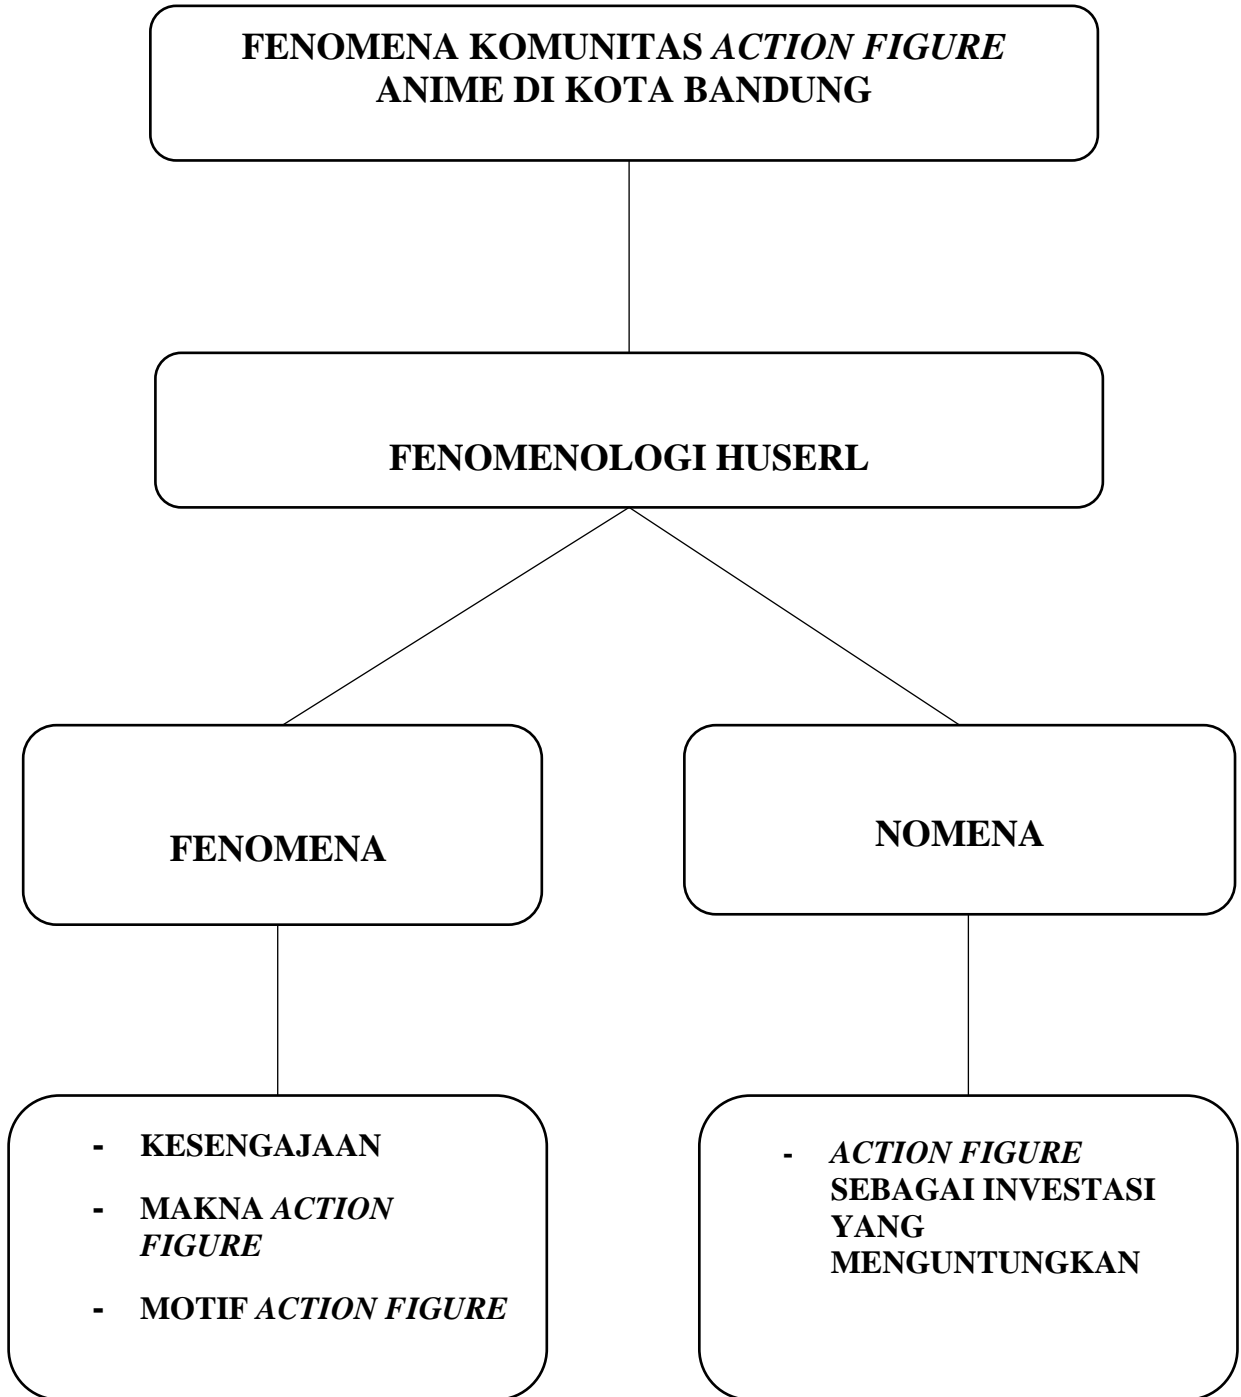 FENOMENA KOMUNITAS ACTION FIGURE
ANIME DI KOTA BANDUNG
FENOMENOLOGI HUSERL
FENOMENA
NOMENA
- KESENGAJAAN
- MAKNA ACTION
FIGURE
- MOTIF ACTION FIGURE
- ACTION FIGURE
SEBAGAI INVESTASI
YANG
MENGUNTUNGKAN